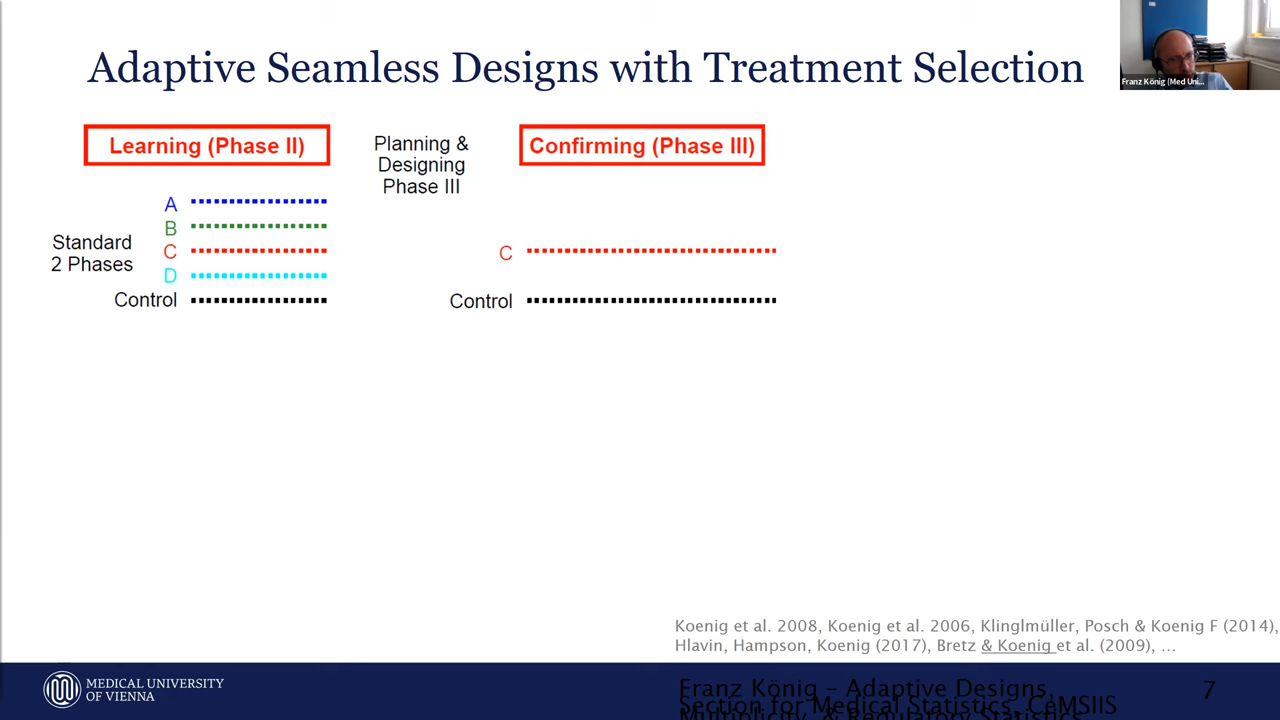 Adaptive Seamless Designs with Treatment Selection
Franz König (Med Uni...
Learning (Phase II)
Planning &
Designing
Phase III
Confirming (Phase III)
A
B
Standard
2 Phases
C
D
Control
C
Control
Koenig et al. 2008, Koenig et al. 2006, Klinglmüller, Posch & Koenig F (2014),
Hlavin, Hampson, Koenig (2017), Bretz & Koenig et al. (2009), ...
MEDICAL UNIVERSITY
OF VIENNA
Franz König – Adaptive Designs,
Section for Medical Statistics, CeMSIIS
Multiplicity & Regulatory Statistics
7